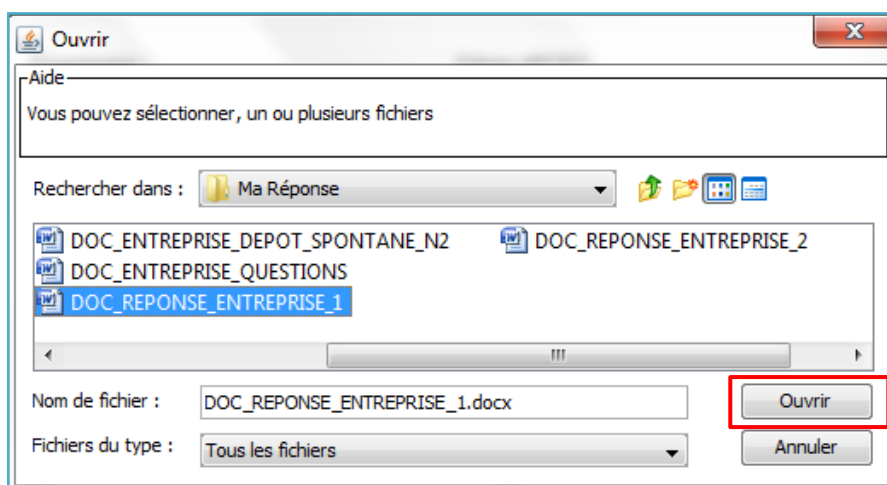 Ouvrir
Aide
Vous pouvez sélectionner, un ou plusieurs fichiers
Rechercher dans : Ma Réponse
DOC_ENTREPRISE_DEPOT_SPONTANE_N2 DOC_REPONSE_ENTREPRISE_2
DOC_ENTREPRISE_QUESTIONS
DOC_REPONSE_ENTREPRISE_1
Nom de fichier : DOC_REPONSE_ENTREPRISE_1.docx Ouvrir
Fichiers du type : Tous les fichiers Annuler